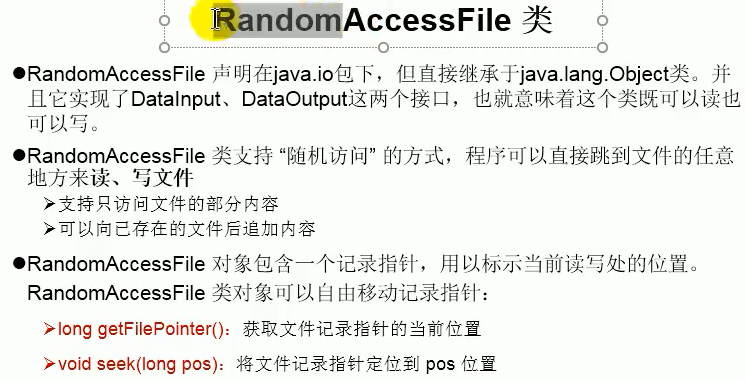 RandomAccessFile 类
●RandomAccessFile 声明在java.io包下，但直接继承于java.lang.Object类。并
且它实现了DataInput、DataOutput这两个接口，也就意味着这个类既可以读也
可以写。
●RandomAccessFile 类支持 “随机访问” 的方式，程序可以直接跳到文件的任意
地方来读、写文件
➢支持只访问文件的部分内容
➢可以向已存在的文件后追加内容
●RandomAccessFile 对象包含一个记录指针，用以标示当前读写处的位置。
RandomAccessFile 类对象可以自由移动记录指针：
➢long getFilePointer()：获取文件记录指针的当前位置
➢void seek(long pos)：将文件记录指针定位到 pos 位置